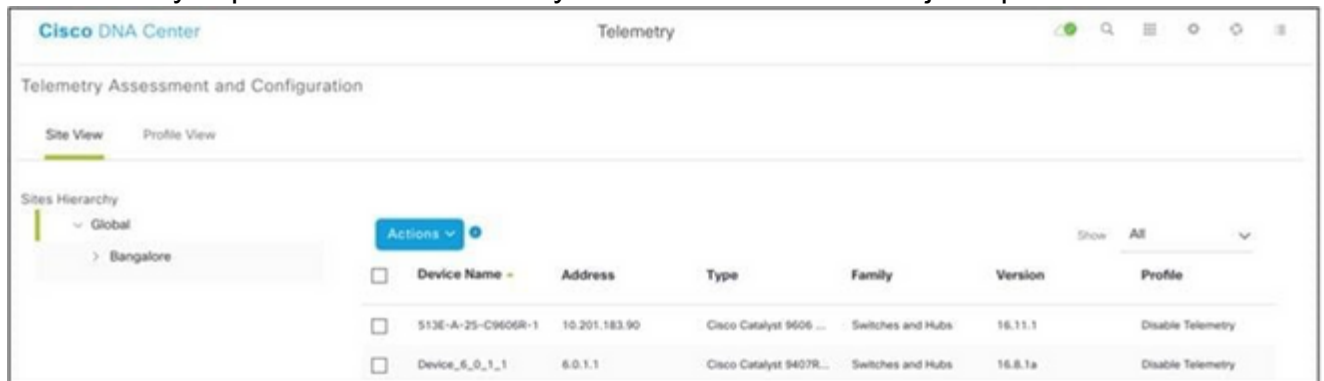 Cisco DNA Center Telemetry
Telemetry Assessment and Configuration
Site View Profile View
Sites Hierarchy
Global
Actions Show All
Bangalore
Device Name Address Type Family Version Profile
513E-A-25-C9606R-1 10.201.183.90 Cisco Catalyst 9606 ... Switches and Hubs 16.11.1 Disable Telemetry
Device_6_0_1_1 6.0.1.1 Cisco Catalyst 9407R... Switches and Hubs 16.8.1a Disable Telemetry